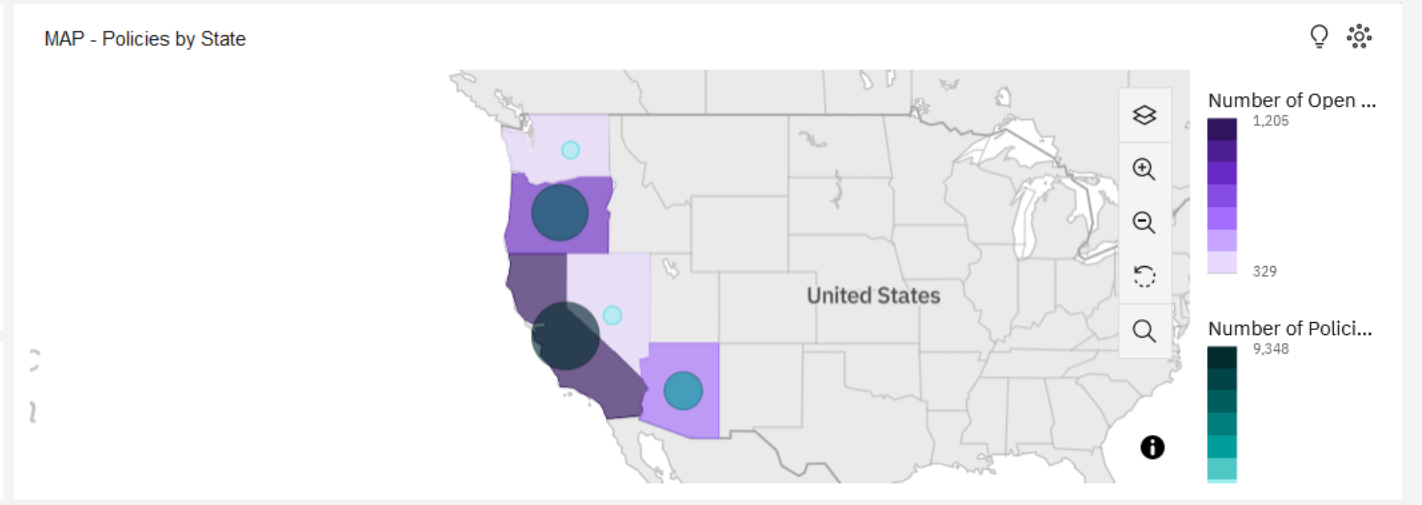 MAP - Policies by State
United States
Number of Open ...
1,205
329
Number of Polici...
9,348